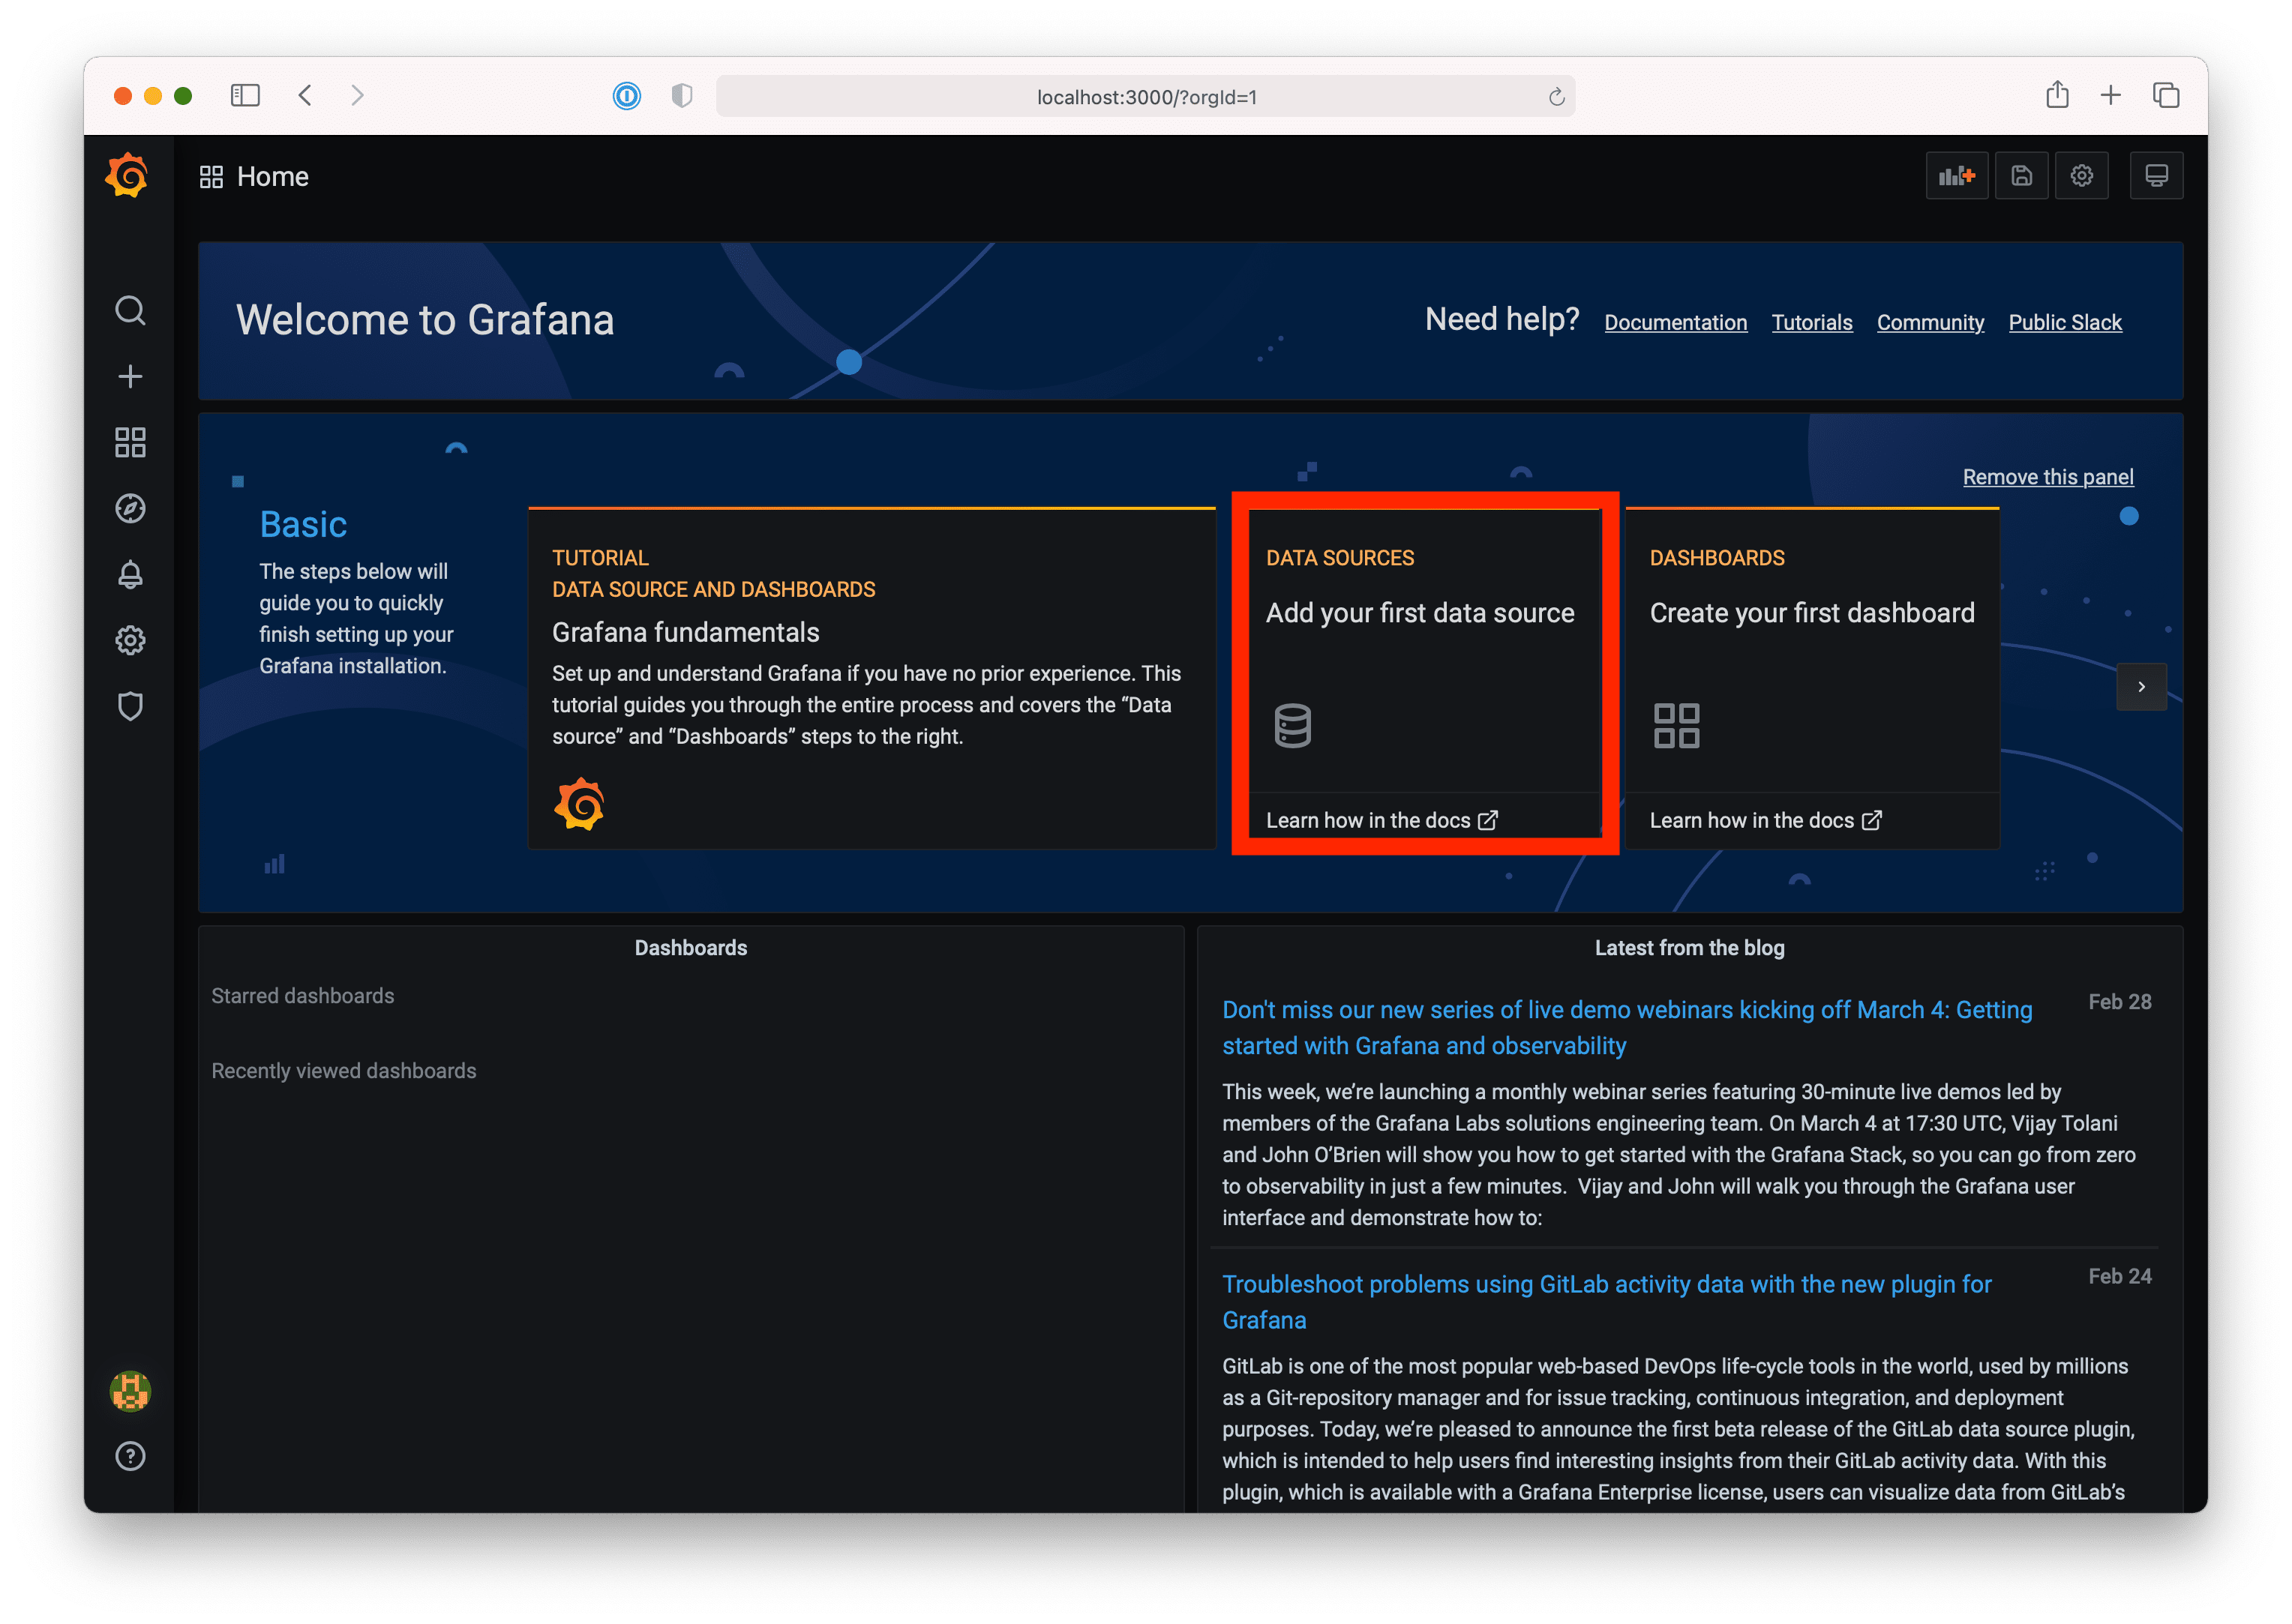 localhost:3000/?orgId=1
Home
Welcome to Grafana
Need help? Documentation Tutorials Community Public Slack
Remove this panel
Basic
The steps below will
guide you to quickly
finish setting up your
Grafana installation.
TUTORIAL
DATA SOURCE AND DASHBOARDS
Grafana fundamentals
Set up and understand Grafana if you have no prior experience. This
tutorial guides you through the entire process and covers the “Data
source” and “Dashboards” steps to the right.
DATA SOURCES
Add your first data source
Learn how in the docs
DASHBOARDS
Create your first dashboard
Learn how in the docs
Dashboards
Starred dashboards
Recently viewed dashboards
Latest from the blog
Don't miss our new series of live demo webinars kicking off March 4: Getting
started with Grafana and observability
Feb 28
This week, we’re launching a monthly webinar series featuring 30-minute live demos led by
members of the Grafana Labs solutions engineering team. On March 4 at 17:30 UTC, Vijay Tolani
and John O’Brien will show you how to get started with the Grafana Stack, so you can go from zero
to observability in just a few minutes.  Vijay and John will walk you through the Grafana user
interface and demonstrate how to:
Troubleshoot problems using GitLab activity data with the new plugin for
Grafana
Feb 24
GitLab is one of the most popular web-based DevOps life-cycle tools in the world, used by millions
as a Git-repository manager and for issue tracking, continuous integration, and deployment
purposes. Today, we’re pleased to announce the first beta release of the GitLab data source plugin,
which is intended to help users find interesting insights from their GitLab activity data. With this
plugin, which is available with a Grafana Enterprise license, users can visualize data from GitLab’s